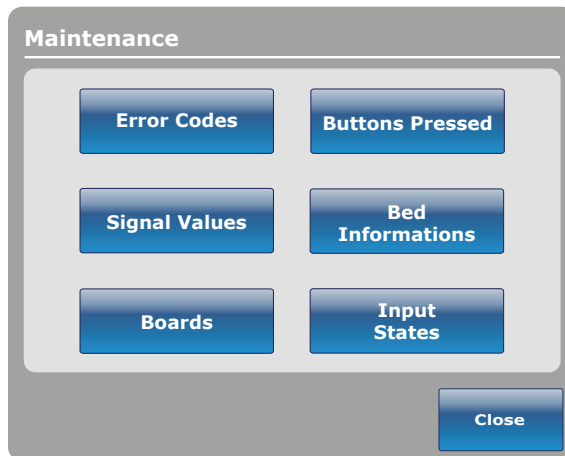 Maintenance
Error Codes
Buttons Pressed
Signal Values
Bed
Informations
Boards
Input
States
Close